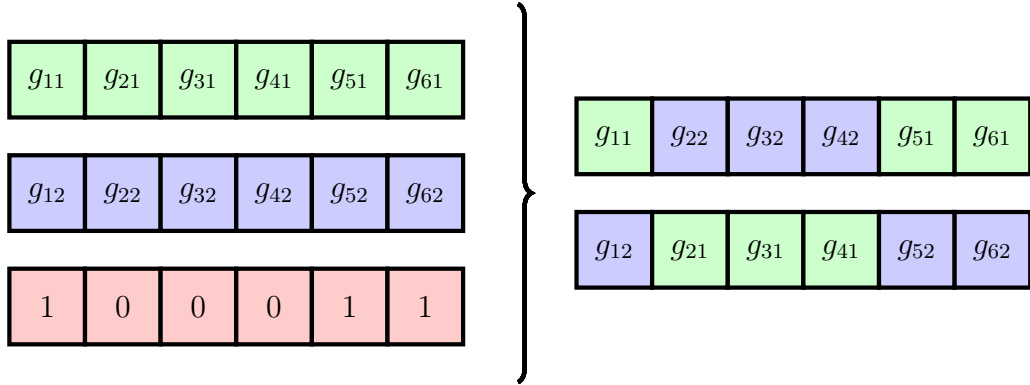 g11 g21 g31 g41 g51 g61
g12 g22 g32 g42 g52 g62
1 0 0 0 1 1
g11 g22 g32 g42 g51 g61
g12 g21 g31 g41 g52 g62